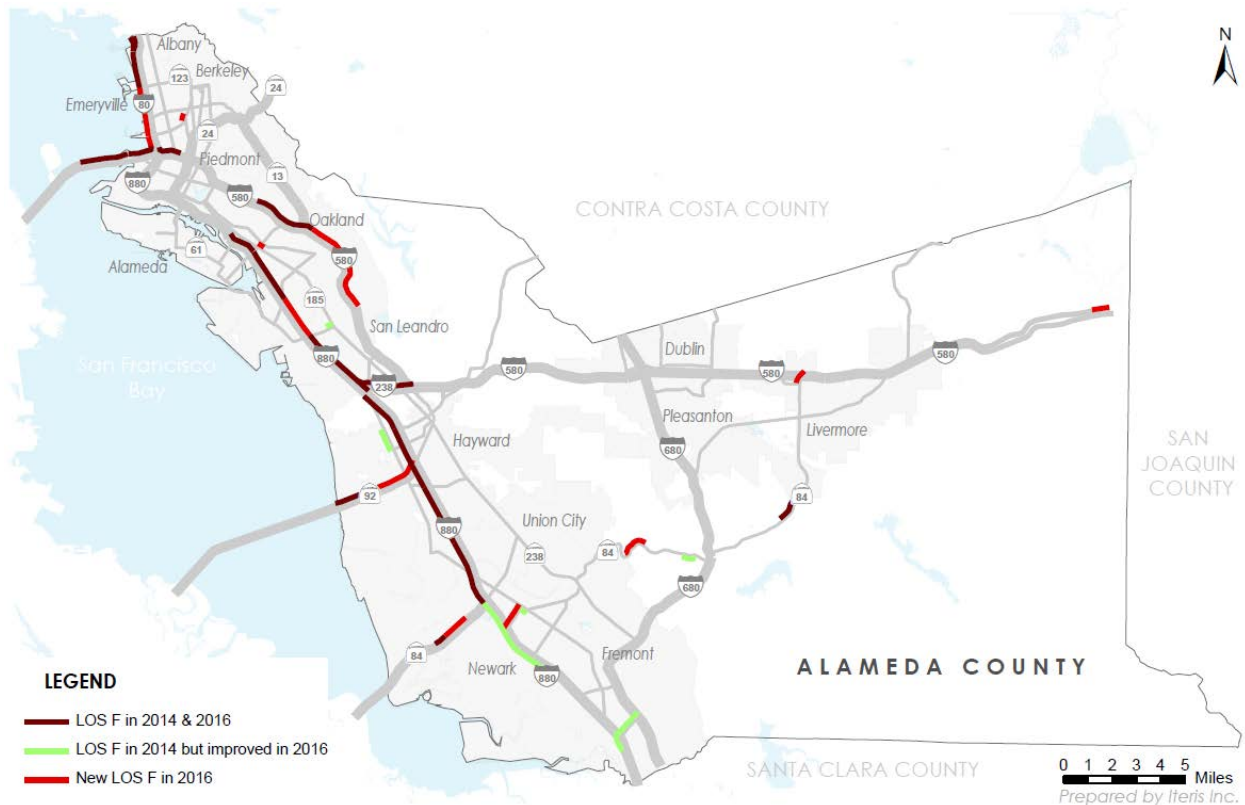 N
Albany
123
Berkeley
24
Emeryville
80
24
Piedmont
13
880
580
Oakland
CONTRA COSTA COUNTY
61
580
Alameda
185
San Leandro
San Francisco
Bay
880
Dublin
580
580
580
238
Pleasanton
Livermore
Hayward
680
SAN
JOAQUIN
COUNTY
92
84
880
Union City
238
84
680
84
Newark
Fremont
880
ALAMEDA COUNTY
LEGEND
LOS F in 2014 & 2016
LOS F in 2014 but improved in 2016
New LOS F in 2016
SANTA CLARA COUNTY
0 1 2 3 4 5
Miles
Prepared by Iteris Inc.